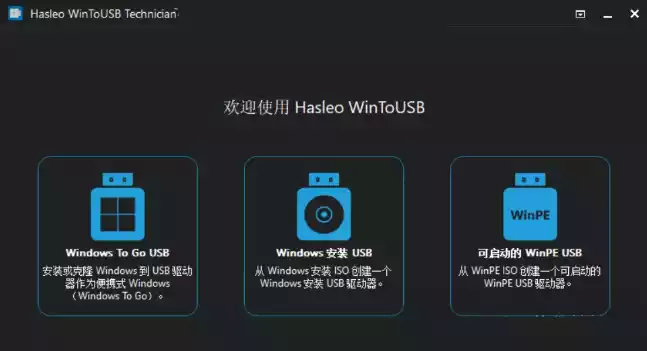 Hasleo WinToUSB Technician
欢迎使用 Hasleo WinToUSB
WinPE
Windows To Go USB
安装或克隆 Windows 到 USB 驱动
器作为便携式 Windows
（Windows To Go）。
Windows 安装 USB
从 Windows 安装 ISO 创建一个
Windows 安装 USB 驱动器。
可启动的 WinPE USB
从 WinPE ISO 创建一个可启动的
WinPE USB 驱动器。